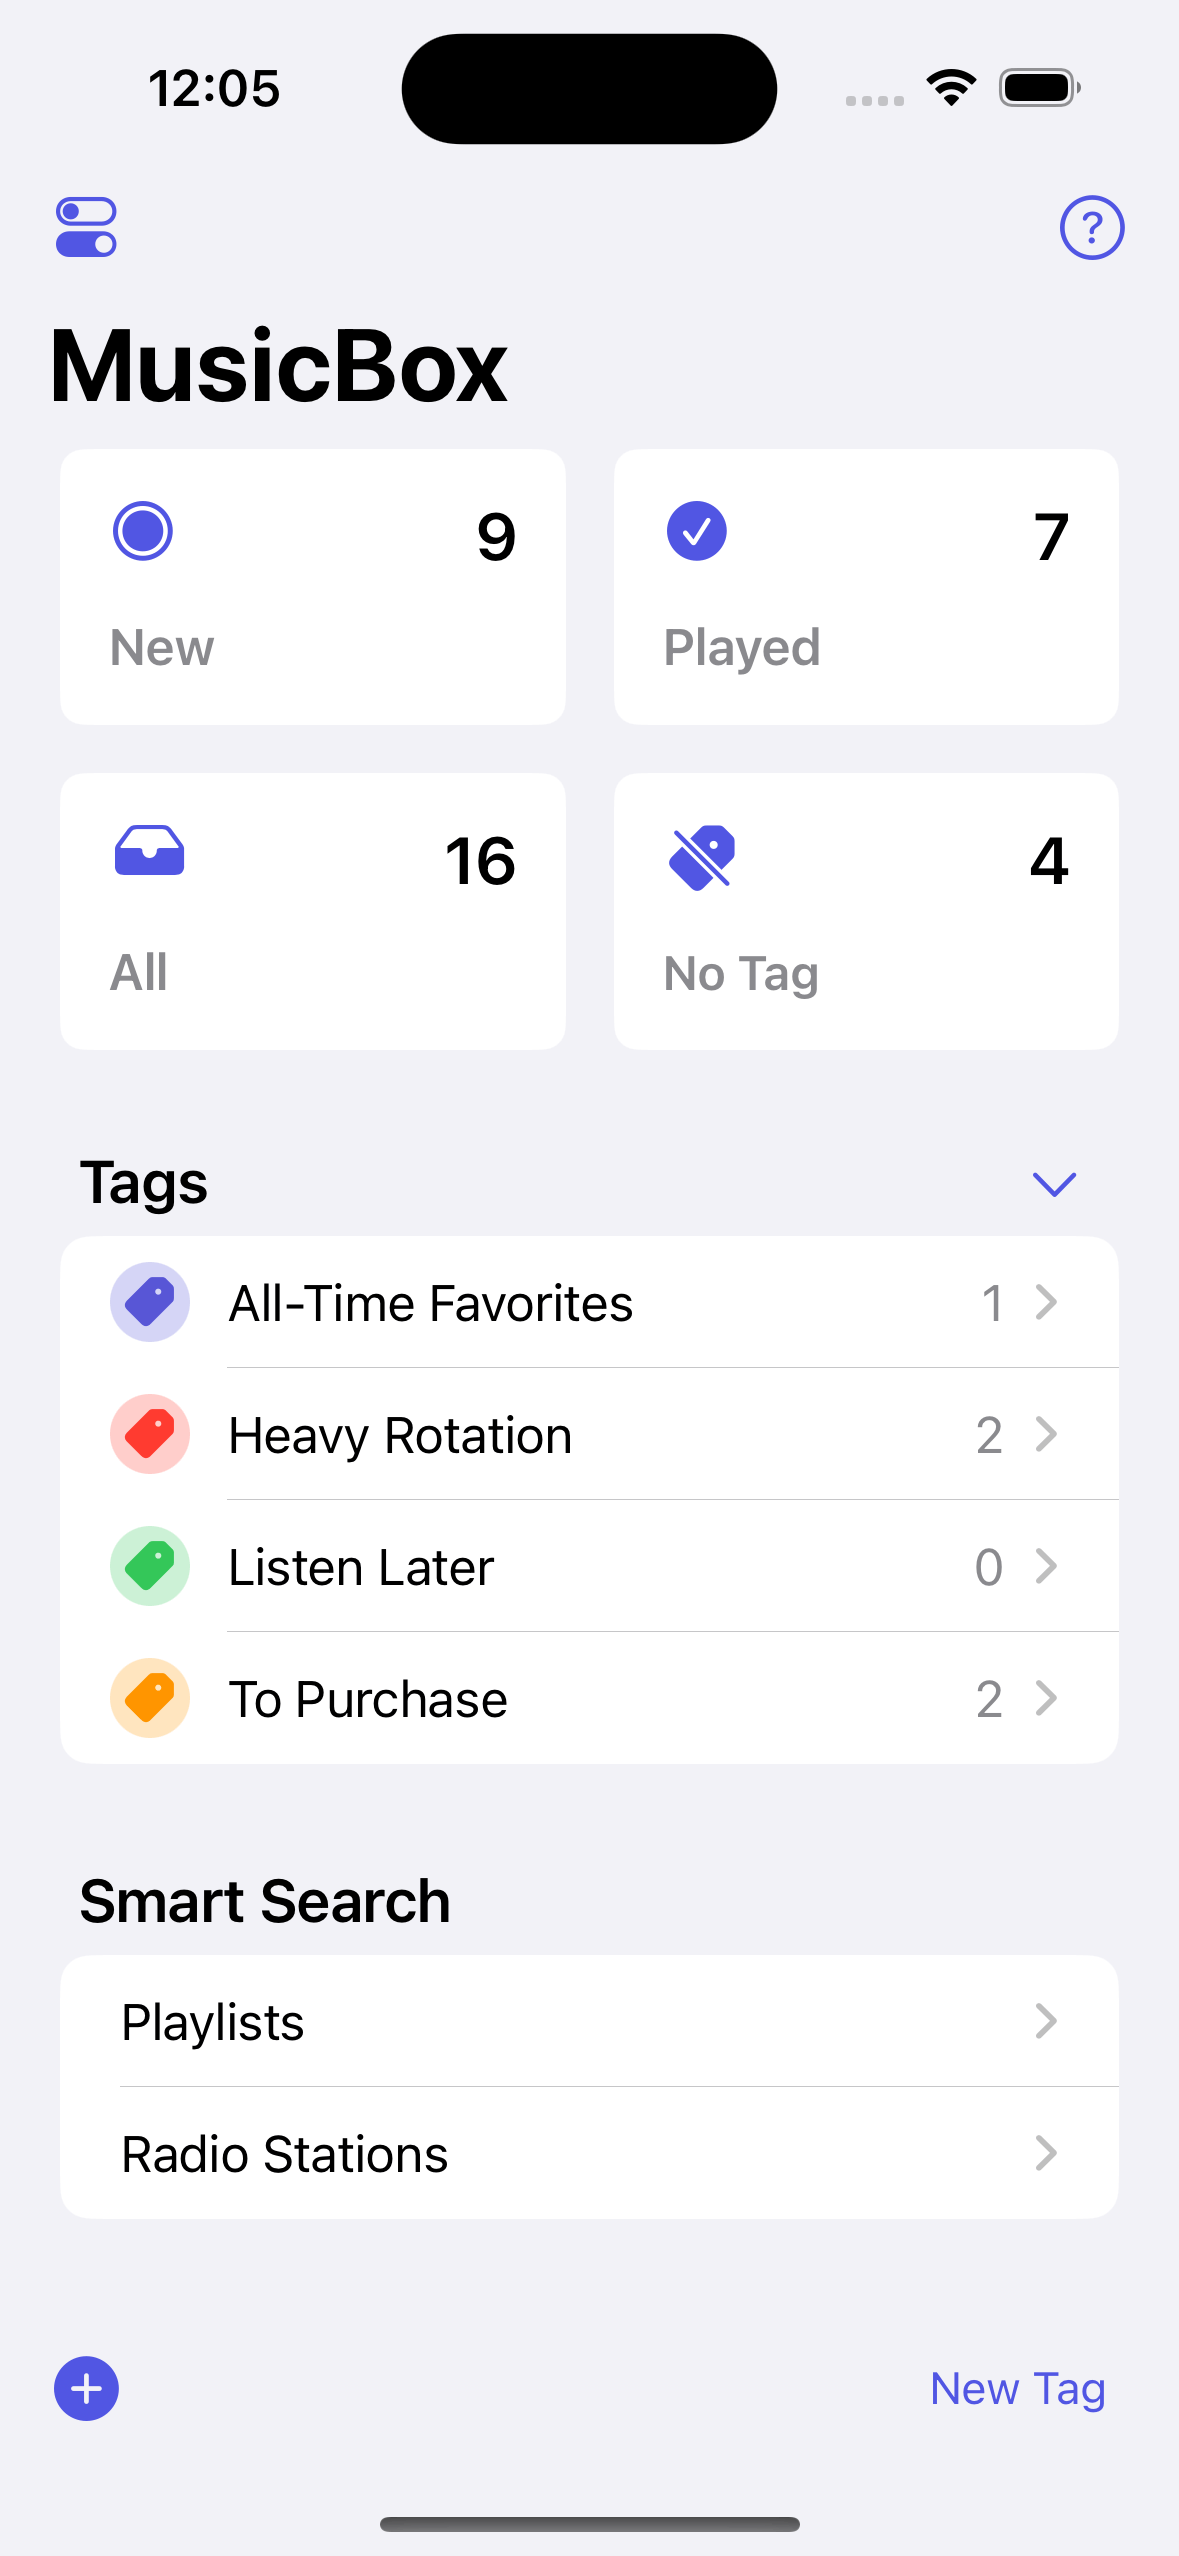 12:05
?
MusicBox
9
New
7
Played
16
All
4
No Tag
Tags
All-Time Favorites 1
Heavy Rotation 2
Listen Later 0
To Purchase 2
Smart Search
Playlists
Radio Stations
New Tag